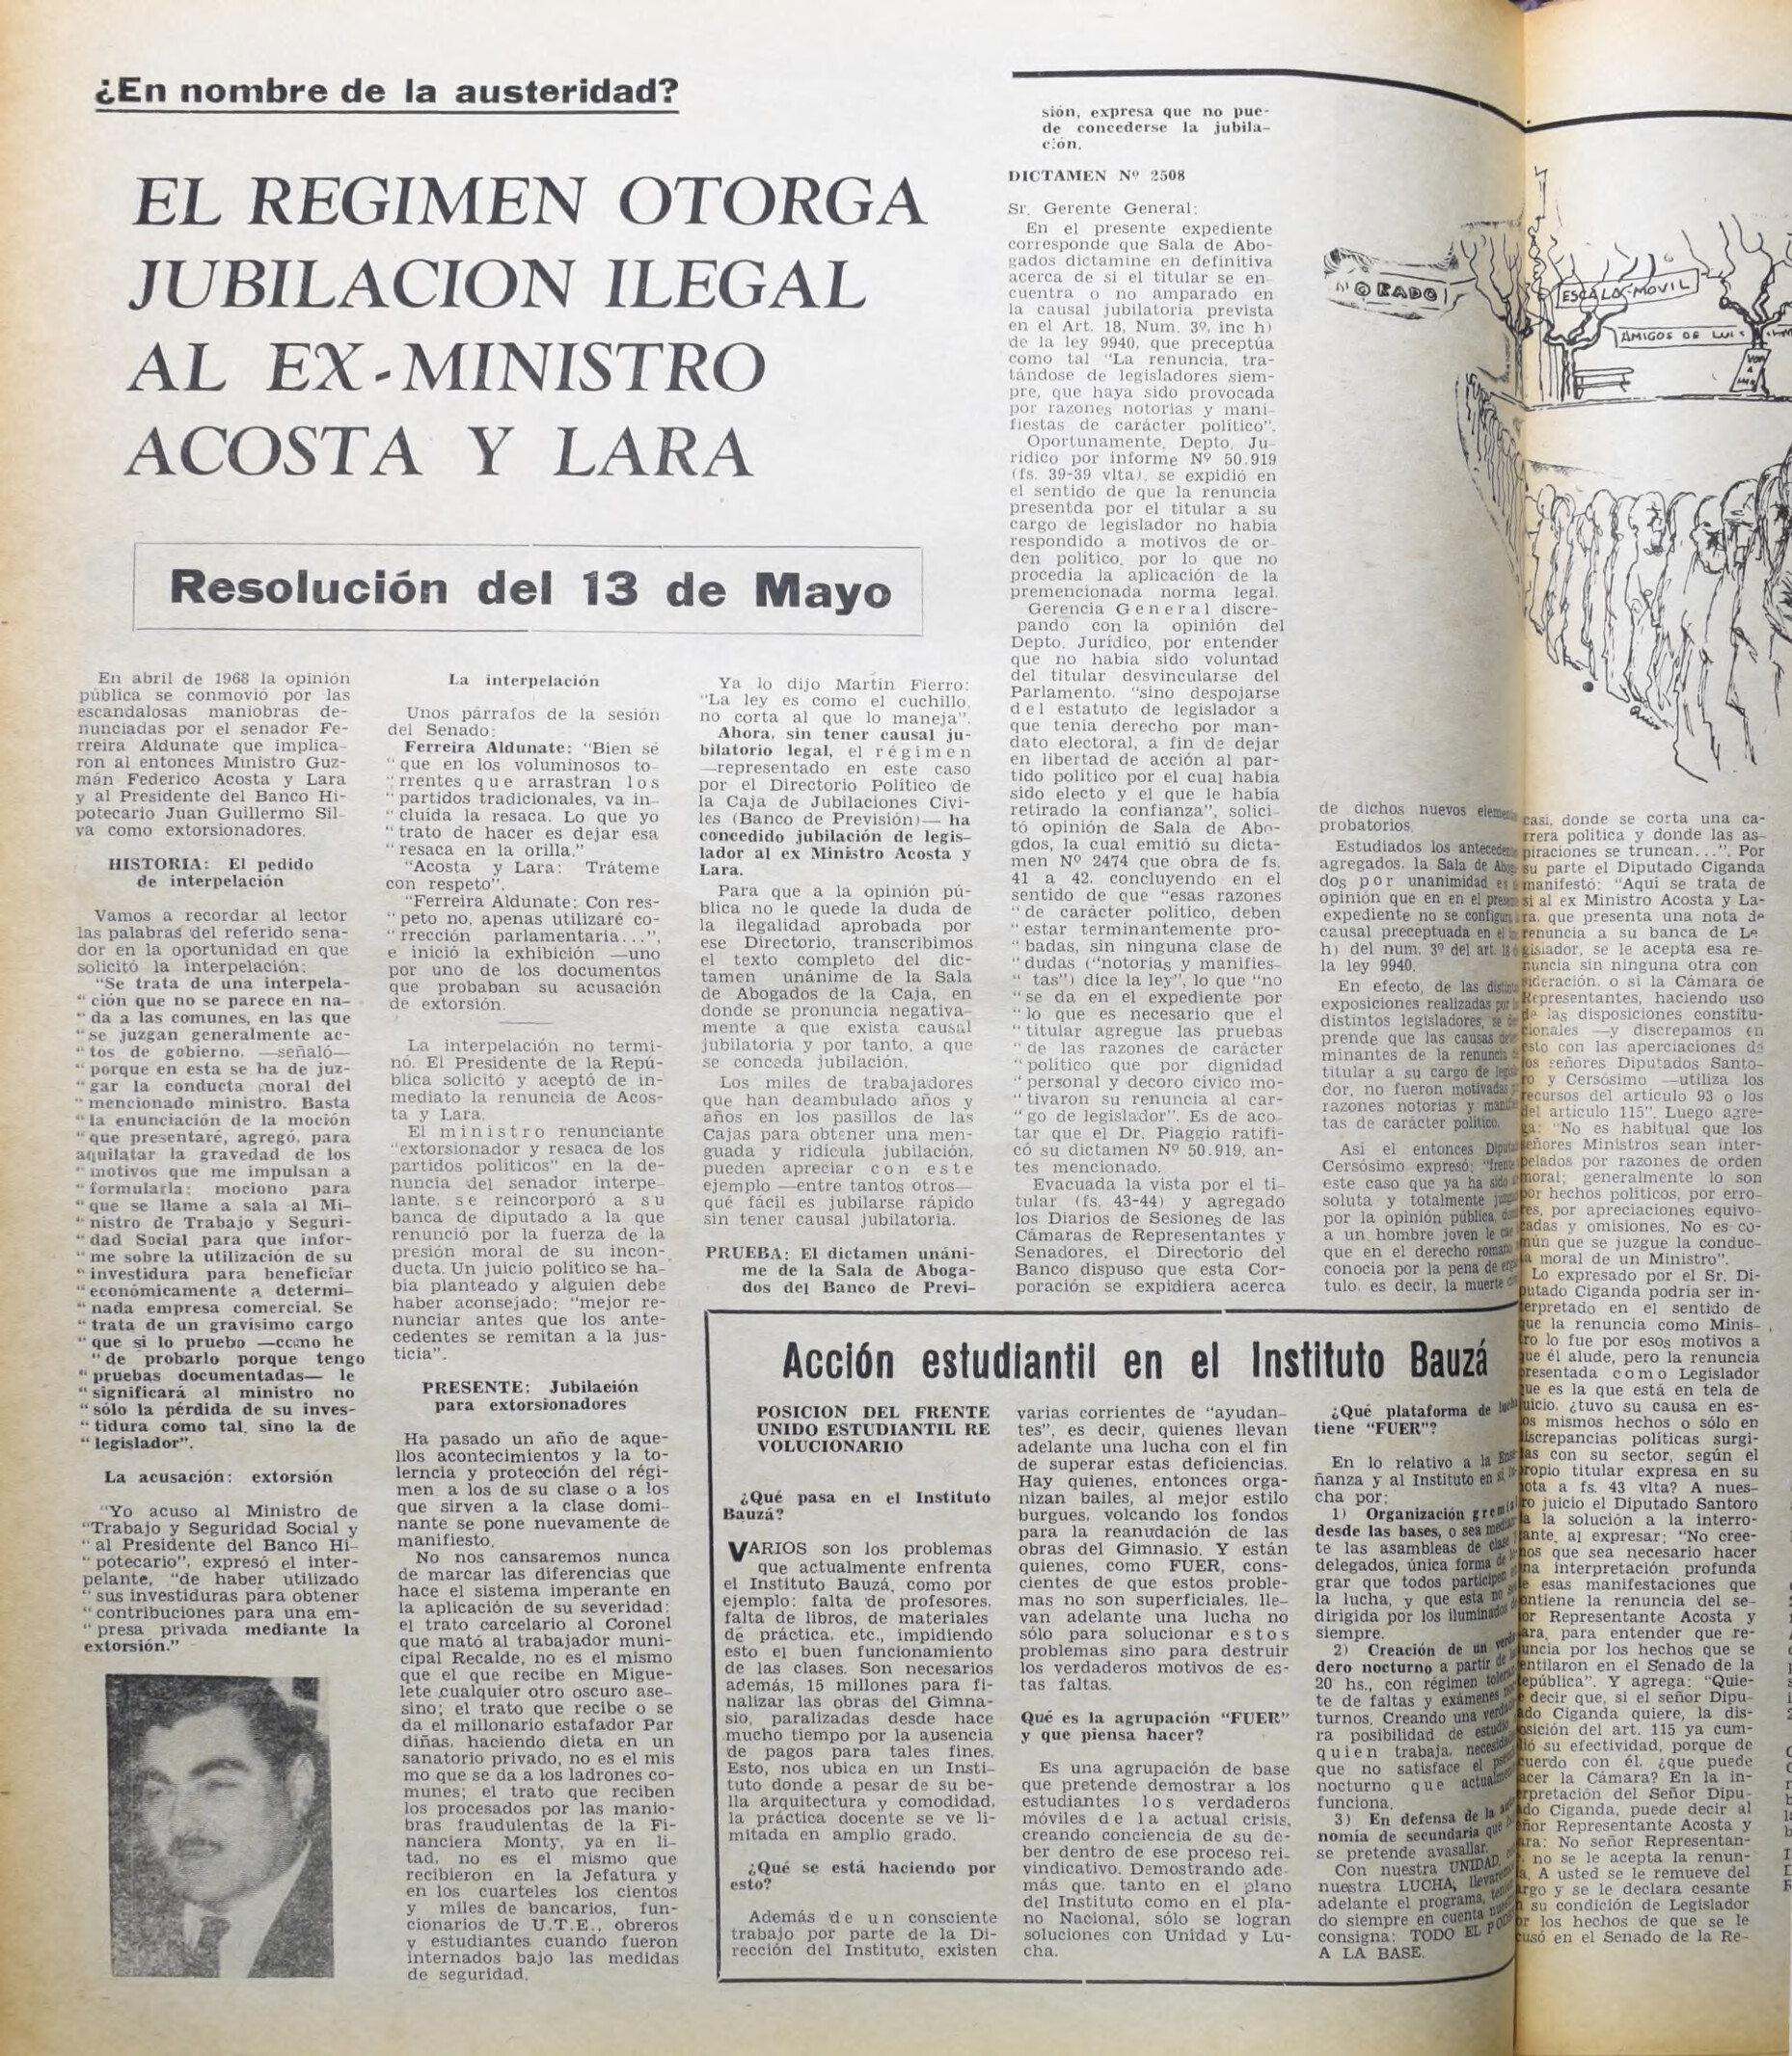 ¿En nombre de la austeridad?
EL REGIMEN OTORGA
JUBILACION ILEGAL
AL EX-MINISTRO
ACOSTA Y LARA
Resolución del 13 de Mayo
En abril de 1968 la opinión
pública se conmovió por las
escandalosas maniobras de-
nunciadas por el senador Fe-
rreira Aldunate que implica-
ron al entonces Ministro Guz-
mán Federico Acosta y Lara
y al Presidente del Banco Hi-
potecario Juan Guillermo Sil-
va como extorsionadores.
HISTORIA: El pedido
de interpelación
Vamos a recordar al lector
las palabras del referido sena-
dor en la oportunidad en que
solicitó la interpelación:
"Se trata de una interpela-
" ción que no se parece en na-
" da a las comunes, en las que
" se juzgan generalmente ac-
" tos de gobierno, —señaló—
" porque en esta se ha de juz-
" gar la conducta moral del
" mencionado ministro. Basta
" la enunciación de la moción
" que presentaré, agregó, para
aquilatar la gravedad de los
" motivos que me impulsan a
" formularla: mociono para
" que se llame a sala al Mi-
" nistro de Trabajo y Seguri-
" dad Social para que infor-
" me sobre la utilización de su
" investidura para beneficiar
" económicamente a determi-
" nada empresa comercial. Se
" trata de un gravísimo cargo
" que si lo pruebo —como he
" de probarlo porque tengo
" pruebas documentadas— le
" significará al ministro no
" sólo la pérdida de su inves-
" tidura como tal, sino la de
" legislador".
La acusación: extorsión
"Yo acuso al Ministro de
"Trabajo y Seguridad Social y
" al Presidente del Banco Hi-
" potecario", expresó el inter-
pelante, "de haber utilizado
" sus investiduras para obtener
" contribuciones para una em-
" presa privada mediante la
extorsión."
La interpelación
Unos párrafos de la sesión
del Senado:
Ferreira Aldunate: "Bien sé
" que en los voluminosos to-
" rrentes que arrastran los
" partidos tradicionales, va in-
" cluida la resaca. Lo que yo
" trato de hacer es dejar esa
" resaca en la orilla."
"Acosta y Lara: Tráteme
con respeto".
"Ferreira Aldunate: Con res-
" peto no, apenas utilizaré co-
" rrección parlamentaria...",
e inició la exhibición —uno
por uno de los documentos
que probaban su acusación
de extorsión.
La interpelación no termi-
nó. El Presidente de la Repú-
blica solicitó y aceptó de in-
mediato la renuncia de Acos-
ta y Lara.
El ministro renunciante
"extorsionador y resaca de los
partidos políticos" en la de-
nuncia del senador interpe-
lante, se reincorporó a su
banca de diputado a la que
renunció por la fuerza de la
presión moral de su incon-
ducta. Un juicio político se ha-
bía planteado y alguien debe
haber aconsejado: "mejor re-
nunciar antes que los ante-
cedentes se remitan a la jus-
ticia".
PRESENTE: Jubilación
para extorsionadores
Ha pasado un año de aque-
llos acontecimientos y la to-
lerncia y protección del régi-
men a los de su clase o a los
que sirven a la clase domi-
nante se pone nuevamente de
manifiesto.
No nos cansaremos nunca
de marcar las diferencias que
hace el sistema imperante en
la aplicación de su severidad:
el trato carcelario al Coronel
que mató al trabajador muni-
cipal Recalde, no es el mismo
que el que recibe en Migue-
lete cualquier otro oscuro ase-
sino; el trato que recibe o se
da el millonario estafador Par
diñas, haciendo dieta en un
sanatorio privado, no es el mis
mo que se da a los ladrones co-
munes; el trato que reciben
los procesados por las manio-
bras fraudulentas de la Fi-
nanciera Monty, ya en li-
tad, no es el mismo que
recibieron en la Jefatura y
en los cuarteles los cientos
y miles de bancarios, fun-
cionarios de U.T.E., obreros
y estudiantes cuando fueron
internados bajo las medidas
de seguridad.
Ya lo dijo Martín Fierro:
"La ley es como el cuchillo,
no corta al que lo maneja".
Ahora, sin tener causal ju-
bilatorio legal, el régimen
—representado en este caso
por el Directorio Político de
la Caja de Jubilaciones Civi-
les (Banco de Previsión)— ha
concedido jubilación de legis-
lador al ex Ministro Acosta y
Lara.
Para que a la opinión pú-
blica no le quede la duda de
la ilegalidad aprobada por
ese Directorio, transcribimos
el texto completo del dic-
tamen unánime de la Sala
de Abogados de la Caja, en
donde se pronuncia negativa-
mente a que exista causal
jubilatoria y por tanto, a que
se conceda jubilación.
Los miles de trabajadores
que han deambulado años y
años en los pasillos de las
Cajas para obtener una men-
guada y ridícula jubilación,
pueden apreciar con este
ejemplo —entre tantos otros—
qué fácil es jubilarse rápido
sin tener causal jubilatoria.
PRUEBA: El dictamen unáni-
me de la Sala de Aboga-
dos del Banco de Previ-
sión, expresa que no pue-
de concederse la jubila-
ción.
DICTAMEN Nº 2508
Sr. Gerente General:
En el presente expediente
corresponde que Sala de Abo-
gados dictamine en definitiva
acerca de si el titular se en-
cuentra o no amparado en
la causal jubilatoria prevista
en el Art. 18, Num. 3º, inc h)
de la ley 9940, que preceptúa
como tal "La renuncia, tra-
tándose de legisladores siem-
pre, que haya sido provocada
por razones notorias y mani-
fiestas de carácter político".
Oportunamente, Depto. Ju-
rídico por informe Nº 50.919
(fs. 39-39 vlta), se expidió en
el sentido de que la renuncia
presentda por el titular a su
cargo de legislador no había
respondido a motivos de or-
den político, por lo que no
procedía la aplicación de la
premencionada norma legal.
Gerencia General discre-
pando con la opinión del
Depto. Jurídico, por entender
que no había sido voluntad
del titular desvincularse del
Parlamento, "sino despojarse
del estatuto de legislador a
que tenía derecho por man-
dato electoral, a fin de dejar
en libertad de acción al par-
tido político por el cual había
sido electo y el que le había
retirado la confianza", solici-
tó opinión de Sala de Abo-
gdos, la cual emitió su dicta-
men Nº 2474 que obra de fs.
41 a 42, concluyendo en el
sentido de que "esas razones
" de carácter político, deben
" estar terminantemente pro-
" badas, sin ninguna clase de
" dudas ("notorias y manifies-
" tas") dice la ley", lo que "no
" se da en el expediente por
" lo que es necesario que el
" titular agregue las pruebas
" de las razones de carácter
" político que por dignidad
" personal y decoro cívico mo-
" tivaron su renuncia al car-
" go de legislador". Es de aco-
tar que el Dr. Piaggio ratifi-
có su dictamen Nº 50.919, an-
tes mencionado.
Evacuada la vista por el ti-
tular (fs. 43-44) y agregado
los Diarios de Sesiones de las
Cámaras de Representantes y
Senadores, el Directorio del
Banco dispuso que esta Cor-
poración se expidiera acerca
de dichos nuevos
probatorios.
Estudiados los
agregados, la Sala de
dos por unanimidad
opinión que en en el
expediente no se configura
causal preceptuada en el
h) del num. 3º del art. 18
la ley 9940.
En efecto, de las
exposiciones realizadas
distintos legisladores, se
prende que las causas
minantes de la renuncia
titular a su cargo de
dor, no fueron motivadas
razones notorias y
tas de carácter político.
Así el entonces
Cersósimo expresó: "frente
este caso que ya ha sido
soluta y totalmente
por la opinión pública,
a un hombre joven le
que en el derecho romano
conocía por la pena de
tulo, es decir, la muerte
ESCALA MOVIL
AMIGOS DE LUIS
casi, donde se corta una ca-
rrera política y donde las as-
piraciones se truncan...". Por
su parte el Diputado Ciganda
manifestó: "Aquí se trata de
si al ex Ministro Acosta y La-
ra, que presenta una nota de
renuncia a su banca de Le
gislador, se le acepta esa re-
nuncia sin ninguna otra con
sideración, o si la Cámara de
Representantes, haciendo uso
de las disposiciones constitu-
cionales —y discrepamos en
esto con las aperciaciones de
los señores Diputados Santo-
ro y Cersósimo —utiliza los
recursos del artículo 93 o los
del artículo 115". Luego agre-
ga: "No es habitual que los
señores Ministros sean inter-
pelados por razones de orden
moral; generalmente lo son
por hechos políticos, por erro-
res, por apreciaciones equivo-
cadas y omisiones. No es co-
mún que se juzgue la conduc-
a moral de un Ministro".
Lo expresado por el Sr. Di-
putado Ciganda podría ser in-
terpretado en el sentido de
que la renuncia como Minis-
tro lo fue por esos motivos a
que él alude, pero la renuncia
presentada como Legislador
que es la que está en tela de
juicio, ¿tuvo su causa en es-
os mismos hechos o sólo en
discrepancias políticas surgi-
das con su sector, según el
propio titular expresa en su
nota a fs. 43 vlta? A nues-
tro juicio el Diputado Santoro
a la solución a la interro-
ante, al expresar: "No cree-
mos que sea necesario hacer
una interpretación profunda
e esas manifestaciones que
contiene la renuncia del se-
or Representante Acosta y
ara, para entender que re-
uncia por los hechos que se
entilaron en el Senado de la
epública". Y agrega: "Quie-
e decir que, si el señor Dipu-
ado Ciganda quiere, la dis-
osición del art. 115 ya cum-
ió su efectividad, porque de
cuerdo con él, ¿que puede
acer la Cámara? En la in-
rpretación del Señor Dipu-
ado Ciganda, puede decir al
ñor Representante Acosta y
ara: No señor Representan-
, no se le acepta la renun-
a. A usted se le remueve del
argo y se le declara cesante
n su condición de Legislador
or los hechos de que se le
cusó en el Senado de la Re-
Acción estudiantil en el Instituto Bauzá
POSICION DEL FRENTE
UNIDO ESTUDIANTIL RE
VOLUCIONARIO
¿Qué pasa en el Instituto
Bauzá?
VARIOS son los problemas
que actualmente enfrenta
el Instituto Bauzá, como por
ejemplo: falta de profesores,
falta de libros, de materiales
de práctica, etc., impidiendo
esto el buen funcionamiento
de las clases. Son necesarios
además, 15 millones para fi-
nalizar las obras del Gimna-
sio, paralizadas desde hace
mucho tiempo por la ausencia
de pagos para tales fines.
Esto, nos ubica en un Insti-
tuto donde a pesar de su be-
lla arquitectura y comodidad,
la práctica docente se ve li-
mitada en amplio grado.
¿Qué se está haciendo por
esto?
Además de un consciente
trabajo por parte de la Di-
rección del Instituto, existen
varias corrientes de "ayudan-
tes", es decir, quienes llevan
adelante una lucha con el fin
de superar estas deficiencias.
Hay quienes, entonces orga-
nizan bailes, al mejor estilo
burgues, volcando los fondos
para la reanudación de las
obras del Gimnasio. Y están
quienes, como FUER, cons-
cientes de que estos proble-
mas no son superficiales, lle-
van adelante una lucha no
sólo para solucionar estos
problemas sino para destruir
los verdaderos motivos de es-
tas faltas.
Qué es la agrupación "FUER"
y que piensa hacer?
Es una agrupación de base
que pretende demostrar a los
estudiantes los verdaderos
móviles de la actual crisis,
creando conciencia de su de-
ber dentro de ese proceso rei-
vindicativo. Demostrando ade-
más que, tanto en el plano
del Instituto como en el pla-
no Nacional, sólo se logran
soluciones con Unidad y Lu-
cha.
¿Qué plataforma de lucha
tiene "FUER"?
En lo relativo a la
ñanza y al Instituto en sí,
cha por:
1) Organización gremial
desde las bases, o sea
te las asambleas de clase
delegados, única forma de
grar que todos participen
la lucha, y que esta no
dirigida por los iluminados
siempre.
2) Creación de un
dero nocturno a partir de
20 hs., con régimen
te de faltas y exámenes
turnos. Creando una
ra posibilidad de estudio
quien trabaja,
que no satisface el
nocturno que
funciona.
3) En defensa de la
nomía de secundaria que
se pretende avasallar.
Con nuestra UNIDAD
nuestra LUCHA, llevaremos
adelante el programa,
do siempre en cuenta
consigna: TODO EL PODER
A LA BASE.